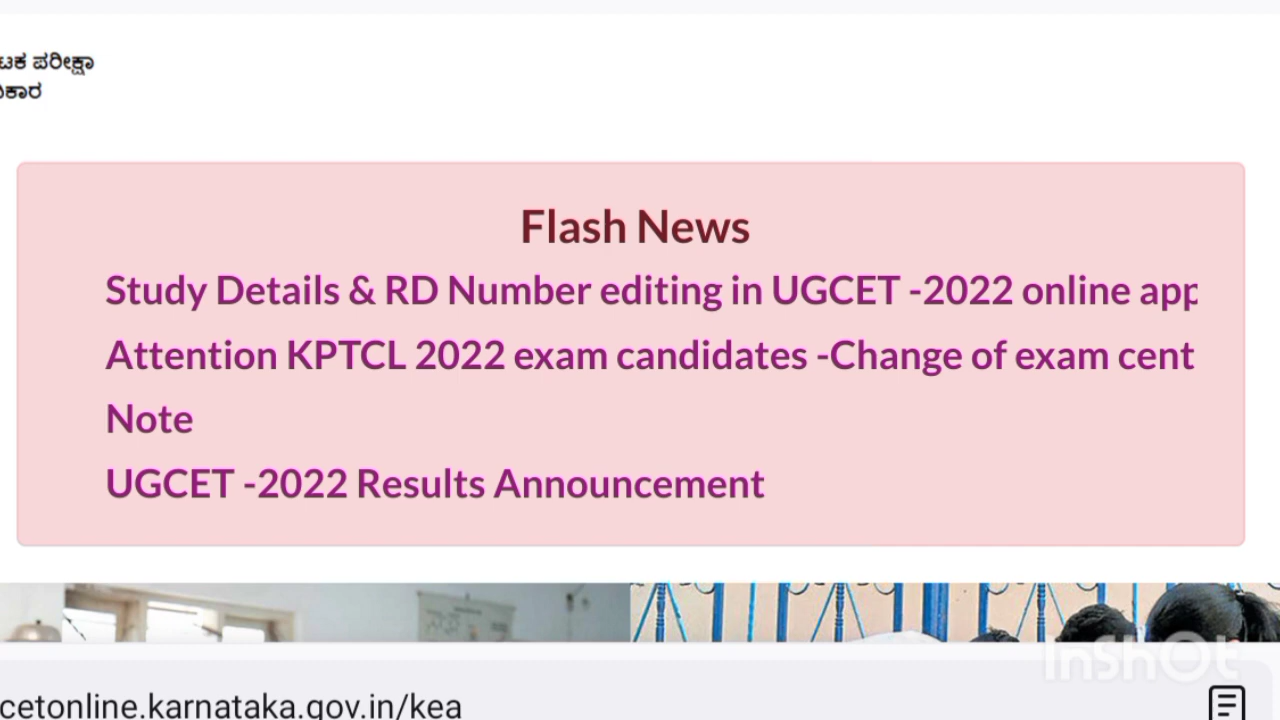 ಪರೀಕ್ಷಾ
Flash News
Study Details & RD Number editing in UGCET -2022 online app
Attention KPTCL 2022 exam candidates -Change of exam cent
Note
UGCET -2022 Results Announcement
InShOt
cetonline.karnataka.gov.in/kea